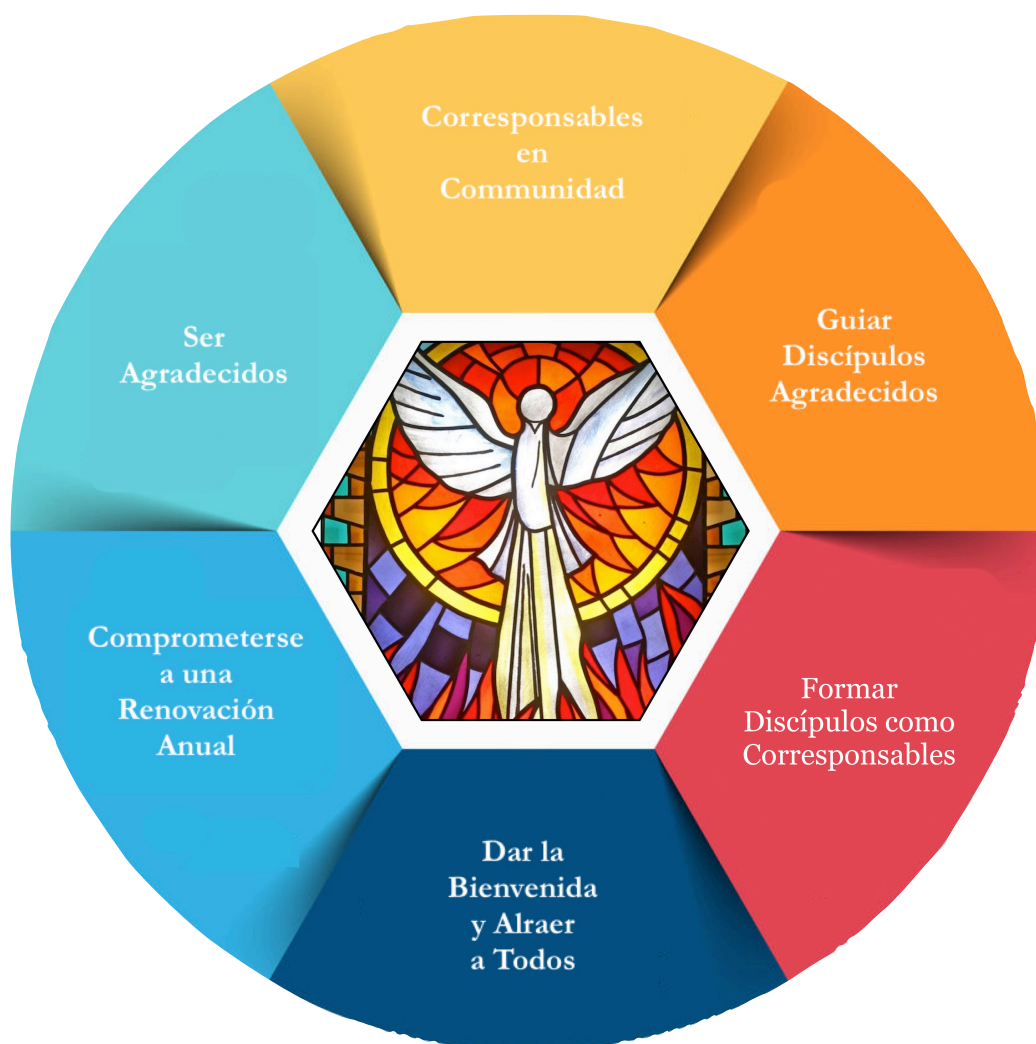 Corresponsables
en
Communidad
Guiar
Discípulos
Agradecidos
Formar
Discípulos como
Corresponsables
Dar la
Bienvenida
y Alraer
a Todos
Comprometerse
a una
Renovación
Anual
Ser
Agradecidos